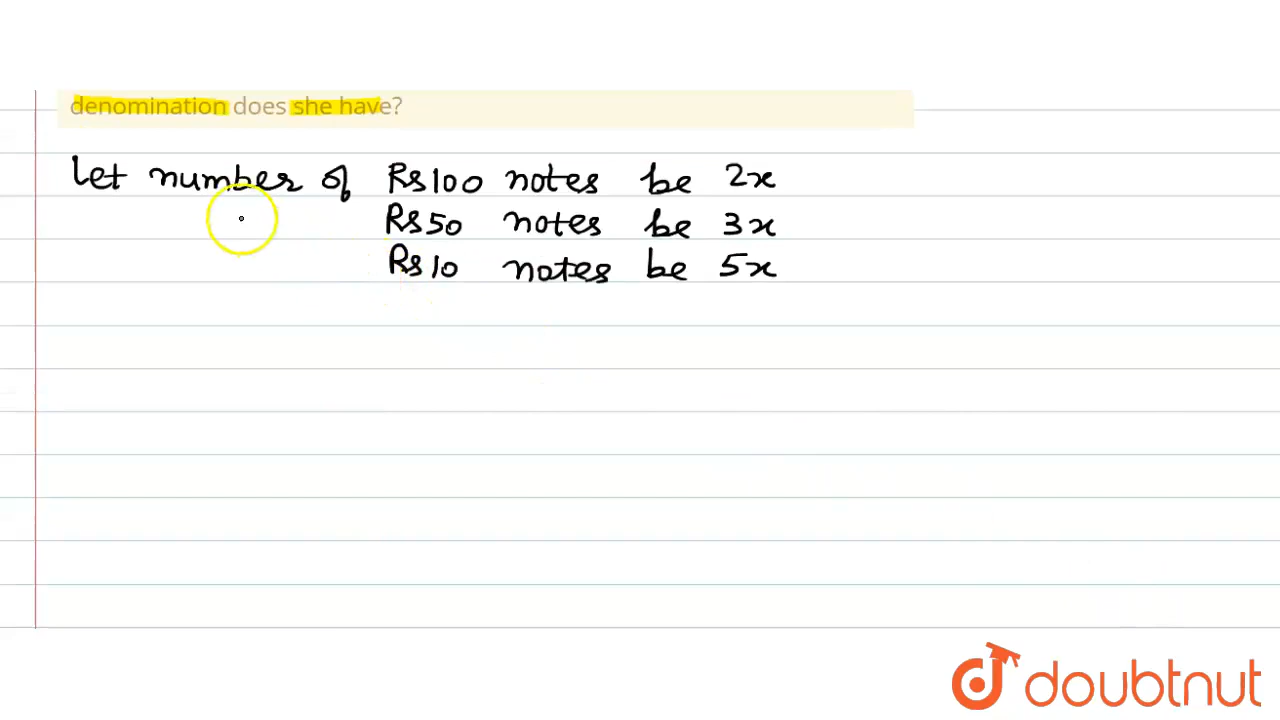 denomination does she have?
Let number of Rs100 notes be 2x
Rs50 notes be 3x
Rs10 notes be 5x
doubtnut